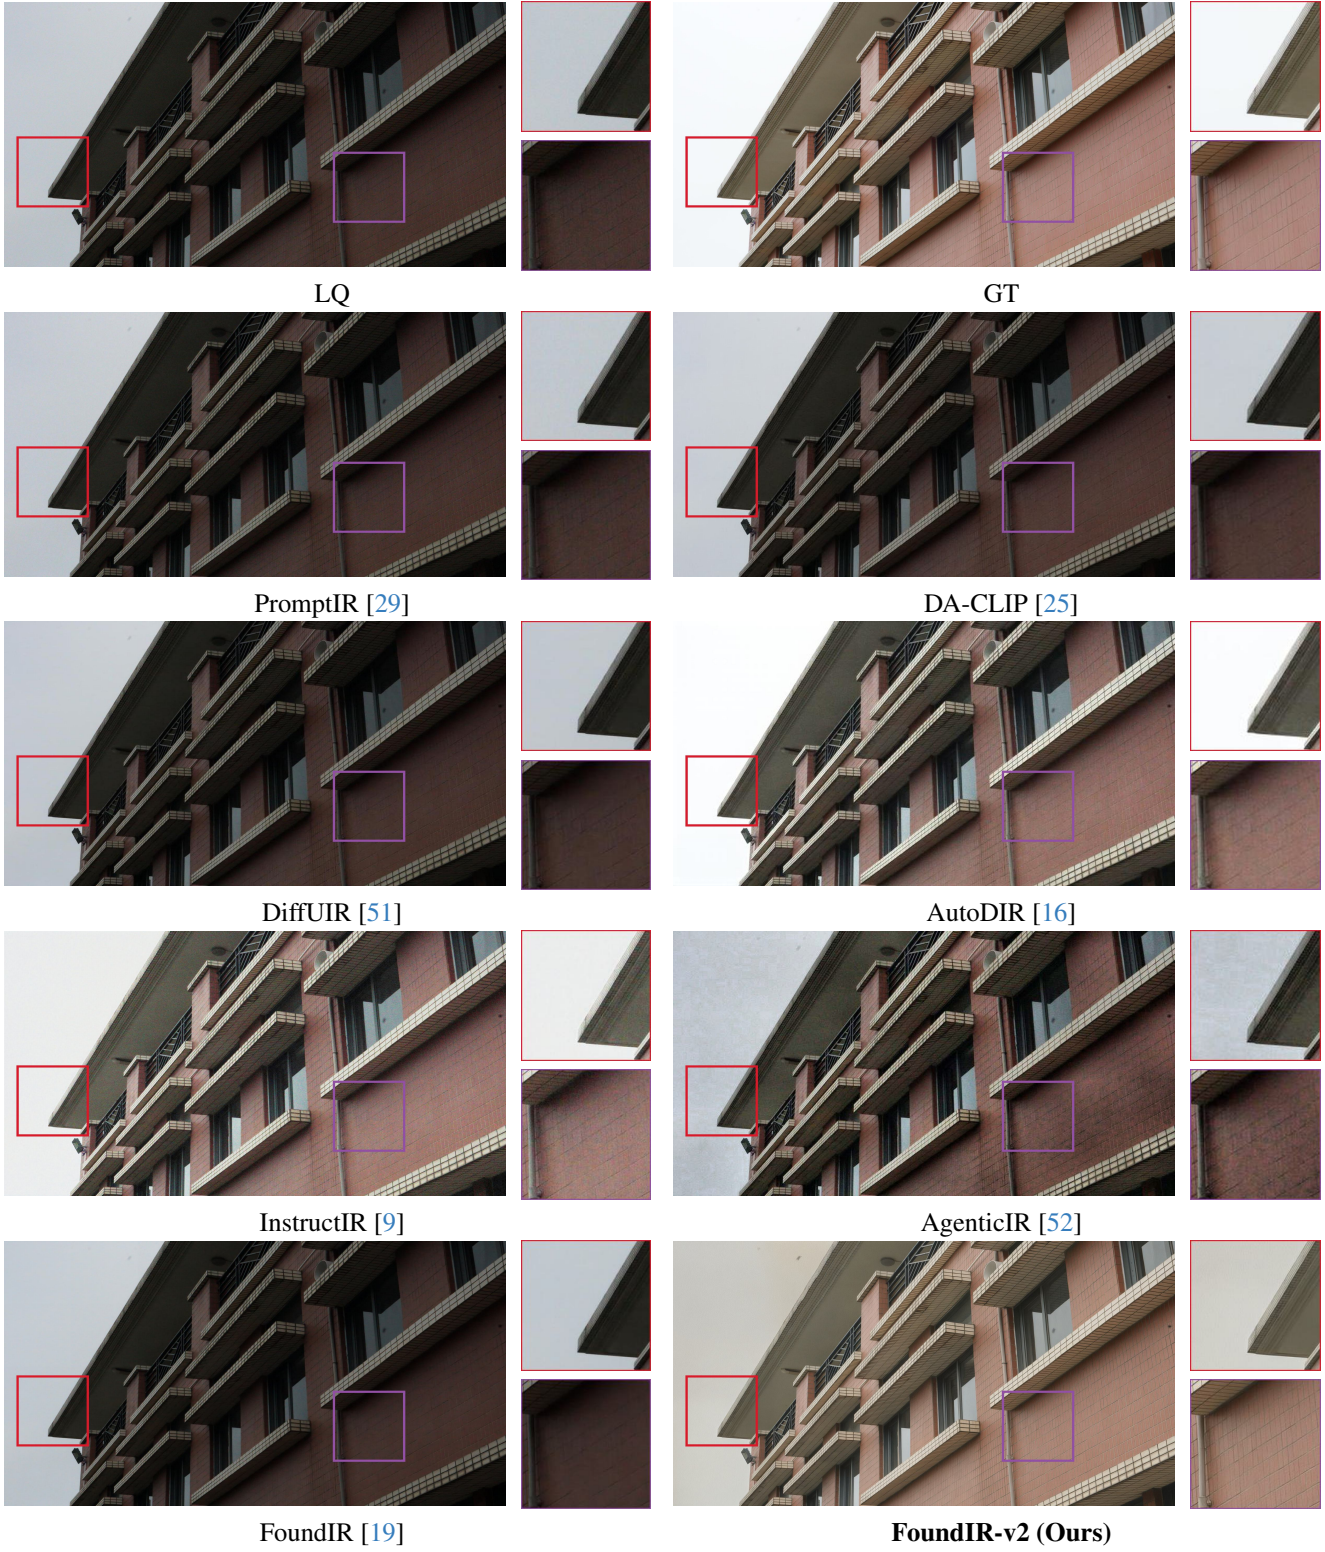 LQ
GT
PromptIR [29]
DA-CLIP [25]
DiffUIR [51]
AutoDIR [16]
InstructIR [9]
AgenticIR [52]
FoundIR [19]
FoundIR-v2 (Ours)